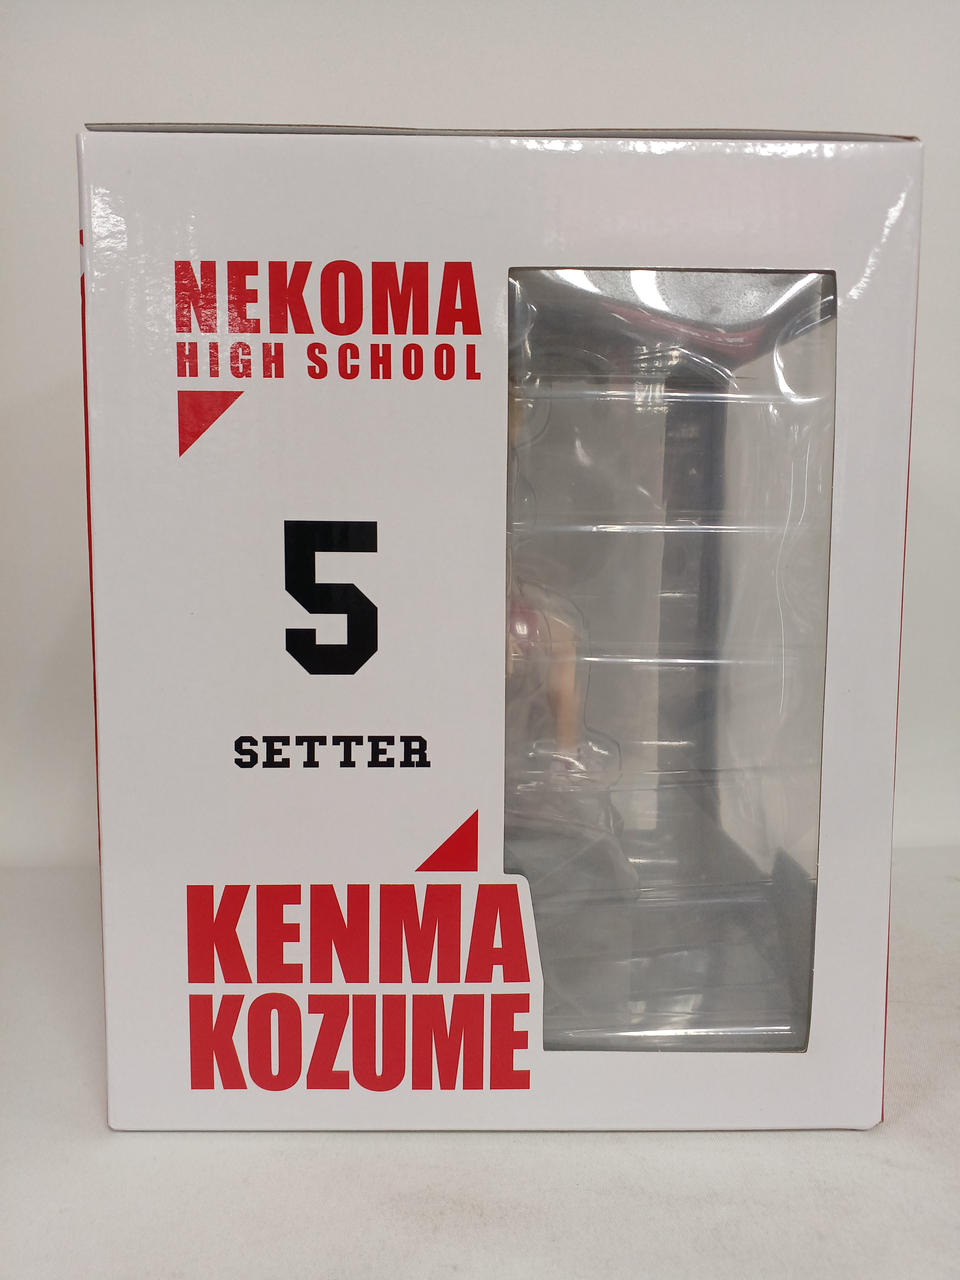 NEKOMA
HIGH SCHOOL
5
SETTER
KENMA
KOZUME